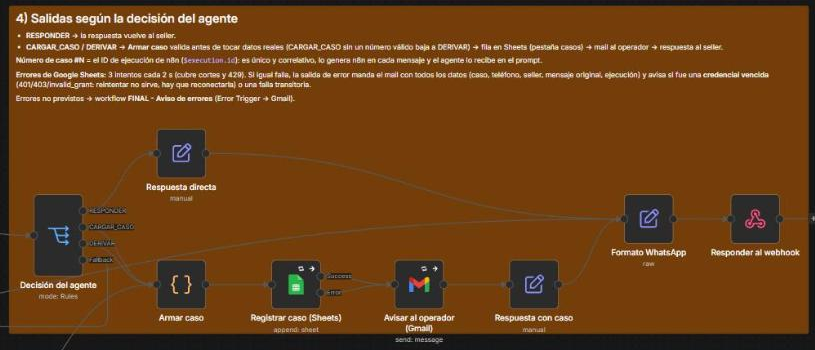 4) Salidas según la decisión del agente
• RESPONDER → la respuesta vuelve al seller.
• CARGAR_CASO / DERIVAR → Armar caso valida antes de tocar datos reales (CARGAR_CASO sin un número válido baja a DERIVAR) → fila en Sheets (pestaña casos) → mail al operador → respuesta al seller.
Número de caso #N = el ID de ejecución de n8n ($execution.id): es único y correlativo, lo genera n8n en cada mensaje y el agente lo recibe en el prompt.
Errores de Google Sheets: 3 intentos cada 2 s (cubre cortes y 429). Si igual falla, la salida de error manda el mail con todos los datos (caso, teléfono, seller, mensaje original, ejecución) y avisa si fue una credencial vencida
(401/403/invalid_grant: reintentar no sirve, hay que reconectarla) o una falla transitoria.
Errores no previstos → workflow FINAL - Aviso de errores (Error Trigger → Gmail).
Respuesta directa
manual
RESPONDER
CARGAR_CASO
DERIVAR
Fallback
Decisión del agente
mode: Rules
Armar caso
Success
Error
Registrar caso (Sheets)
append: sheet
Avisar al operador
(Gmail)
send: message
Respuesta con caso
manual
Formato WhatsApp
raw
Responder al webhook